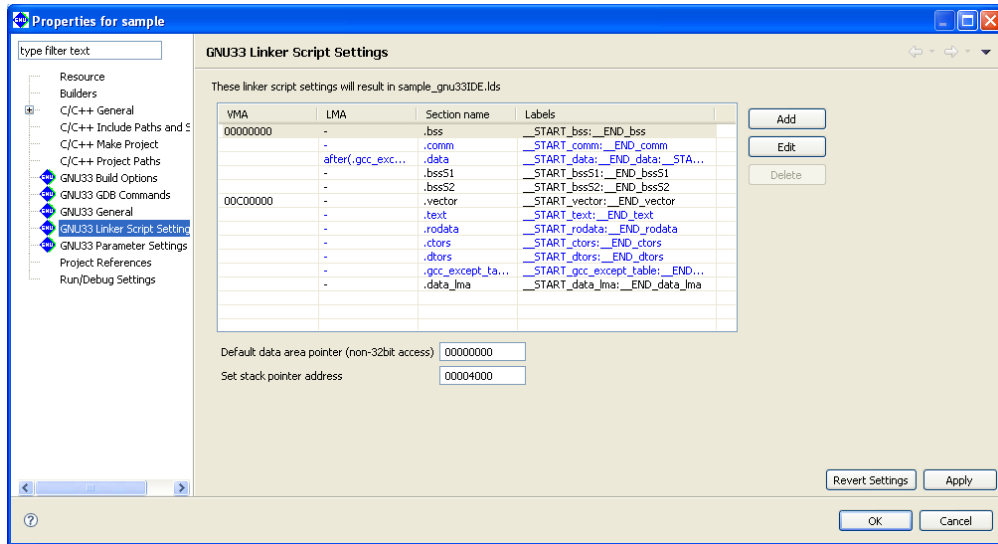 Properties for sample
type filter text
GNU33 Linker Script Settings
Resource
Builders
C/C++ General
C/C++ Include Paths and S
C/C++ Make Project
C/C++ Project Paths
GNU33 Build Options
GNU33 GDB Commands
GNU33 General
GNU33 Linker Script Setting
GNU33 Parameter Settings
Project References
Run/Debug Settings
These linker script settings will result in sample_gnu33IDE.lds
VMA LMA Section name Labels
00000000 - .bss __START_bss:__END_bss
- .comm __START_comm:__END_comm
after(.gcc_exc... .data __START_data:__END_data:__STA...
- .bssS1 __START_bssS1:__END_bssS1
- .bssS2 __START_bssS2:__END_bssS2
00C00000 - .vector __START_vector:__END_vector
- .text __START_text:__END_text
- .rodata __START_rodata:__END_rodata
- .ctors __START_ctors:__END_ctors
- .dtors __START_dtors:__END_dtors
- .gcc_except_ta... __START_gcc_except_table:__END...
- .data_lma __START_data_lma:__END_data_lma
Add
Edit
Delete
Default data area pointer (non-32bit access) 00000000
Set stack pointer address 00004000
Revert Settings Apply
OK Cancel